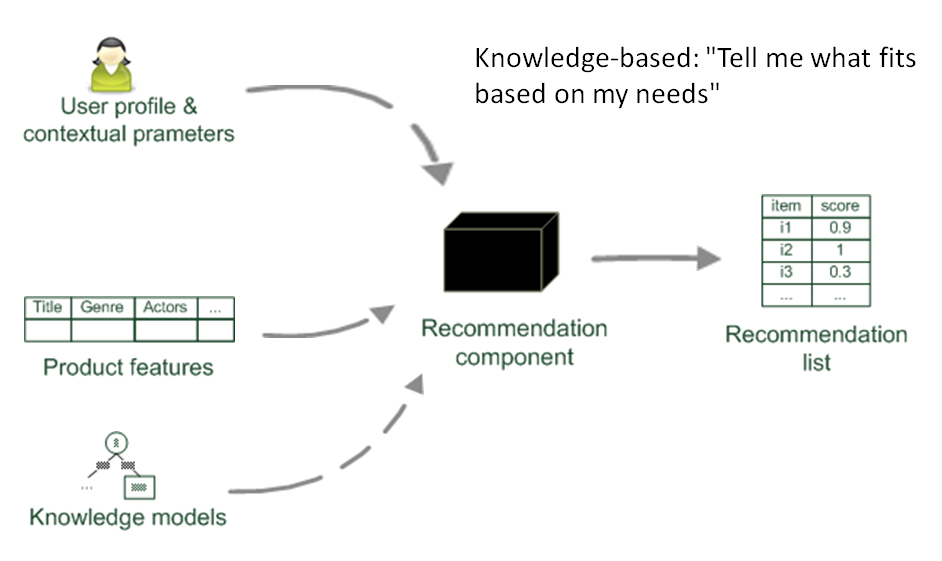 Knowledge-based: "Tell me what fits
based on my needs"
User profile &
contextual prameters
item score
i1 0.9
i2 1
i3 0.3
... ...
Title Genre Actors ...
Product features
Recommendation
component
Recommendation
list
...
Knowledge models